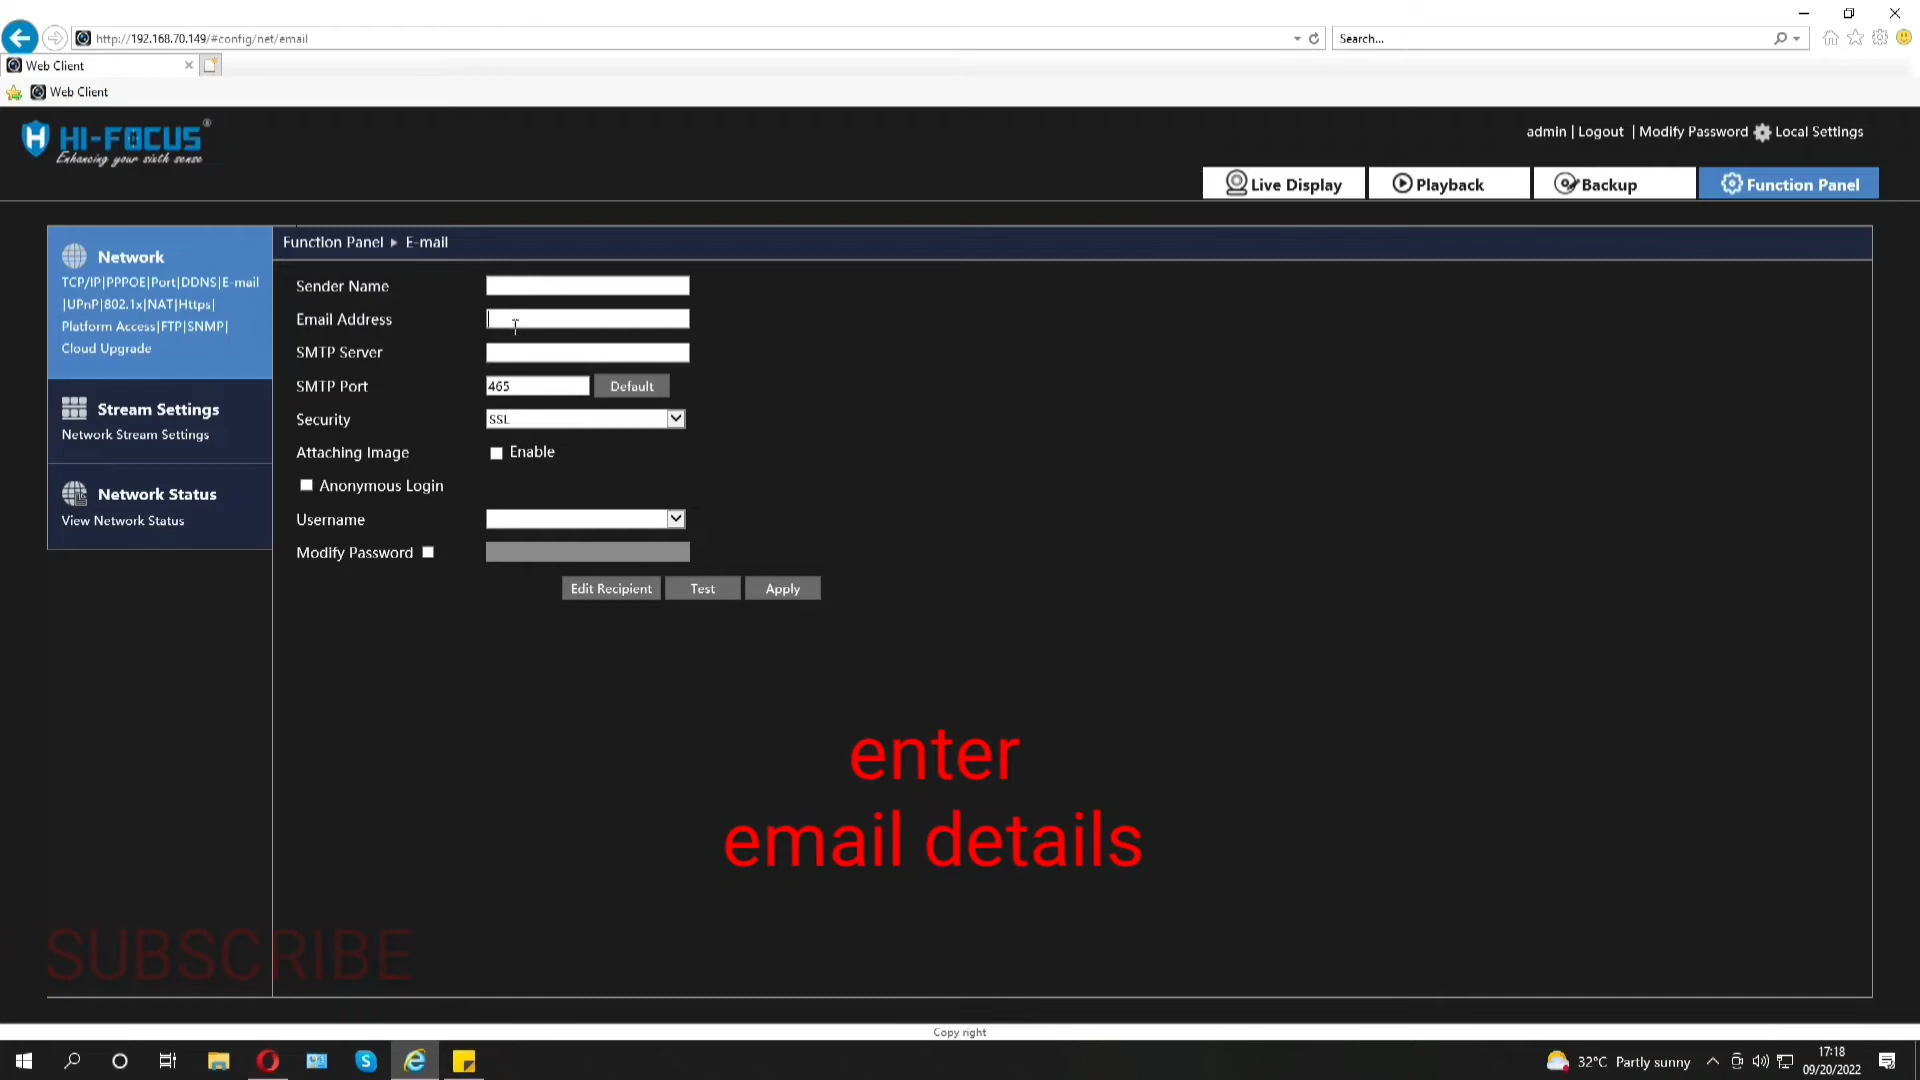 http://192.168.70.149/#config/net/email
Search...
Web Client
Web Client
HI-FOCUS®
Enhancing your sixth sense
admin | Logout | Modify Password Local Settings
Live Display Playback Backup Function Panel
Network
TCP/IP|PPPOE|Port|DDNS|E-mail
|UPnP|802.1x|NAT|Https|
Platform Access|FTP|SNMP|
Cloud Upgrade
Stream Settings
Network Stream Settings
Network Status
View Network Status
Function Panel ▸ E-mail
Sender Name
Email Address
SMTP Server
SMTP Port 465 Default
Security SSL
Attaching Image Enable
Anonymous Login
Username
Modify Password
Edit Recipient Test Apply
enter
email details
SUBSCRIBE
Copy right
32°C Partly sunny
17:18
09/20/2022